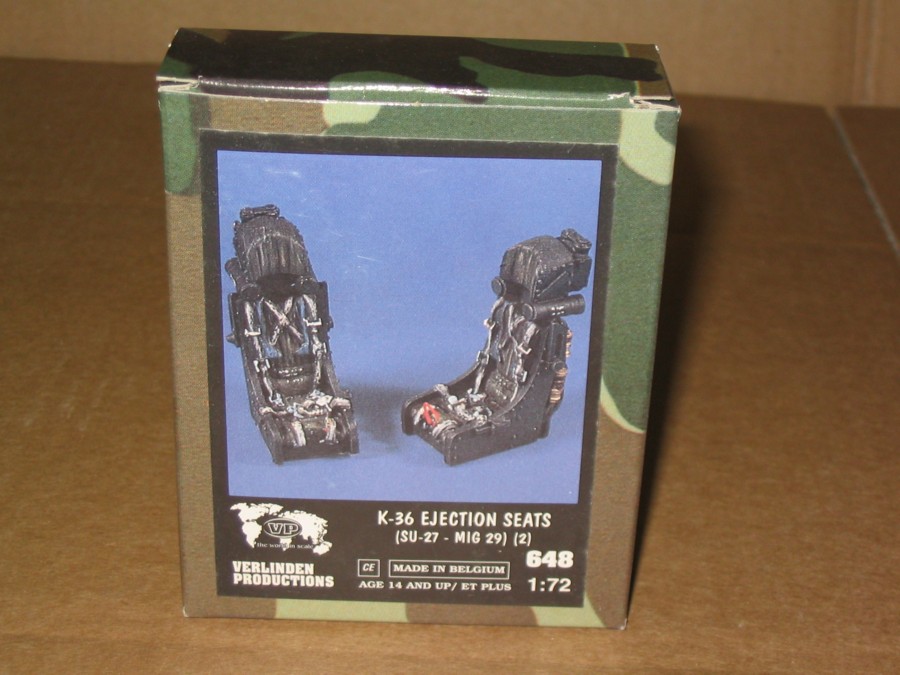 K-36 EJECTION SEATS
(SU-27 - MIG 29) (2)
VP
the world in scale
648
VERLINDEN
PRODUCTIONS
CE
MADE IN BELGIUM
AGE 14 AND UP/ ET PLUS
1:72